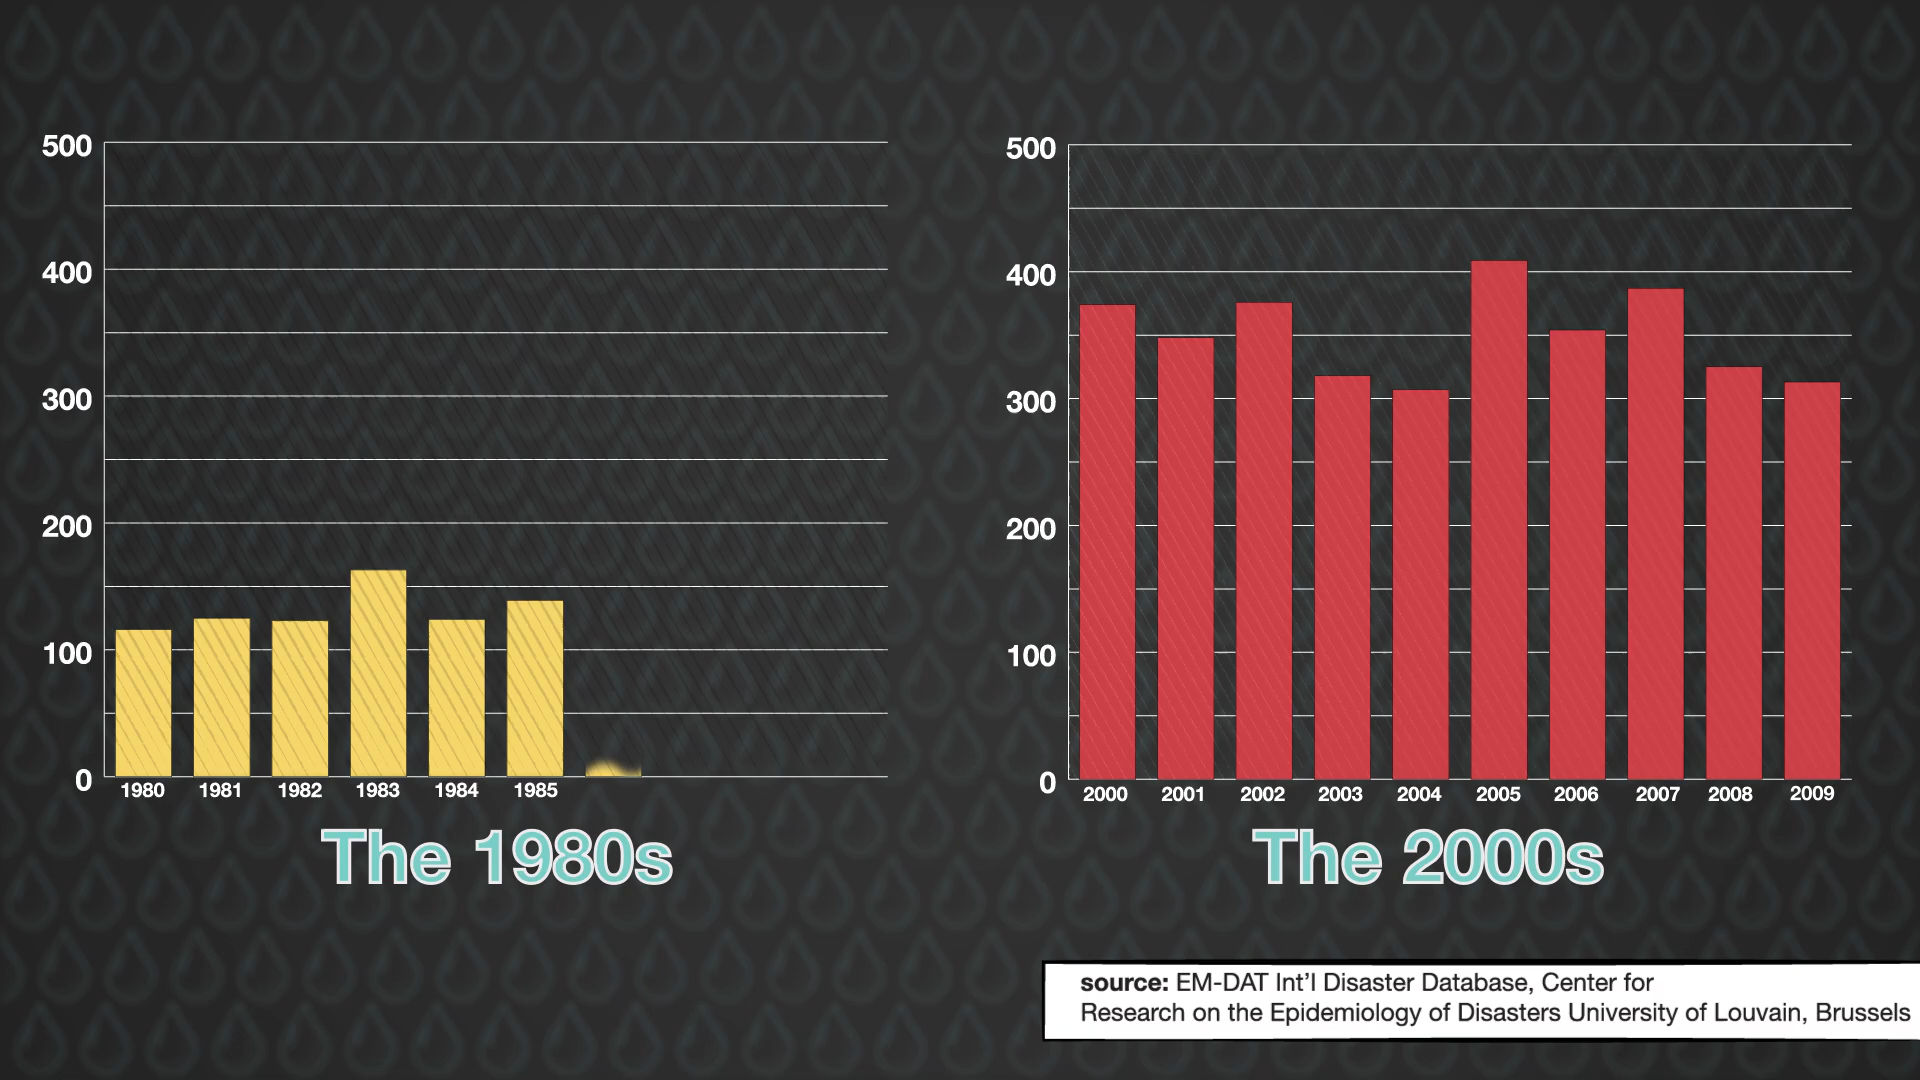 500
400
300
200
100
0
1980 1981 1982 1983 1984 1985
The 1980s
500
400
300
200
100
0
2000 2001 2002 2003 2004 2005 2006 2007 2008 2009
The 2000s
source: EM-DAT Int'l Disaster Database, Center for
Research on the Epidemiology of Disasters University of Louvain, Brussels